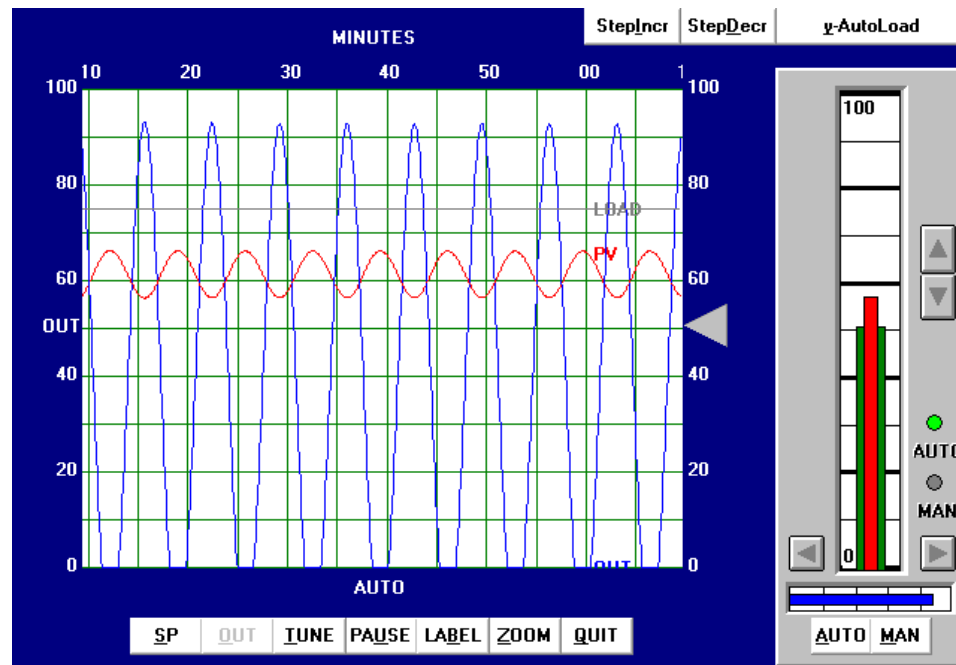 StepIncr StepDecr y-AutoLoad
MINUTES
10 20 30 40 50 00 1
100 100
100
80 80
LOAD
PV
60 60
OUT
40 40
AUTO
20 20
MAN
0 0
0
OUT
AUTO
SP OUT TUNE PAUSE LABEL ZOOM QUIT
AUTO MAN